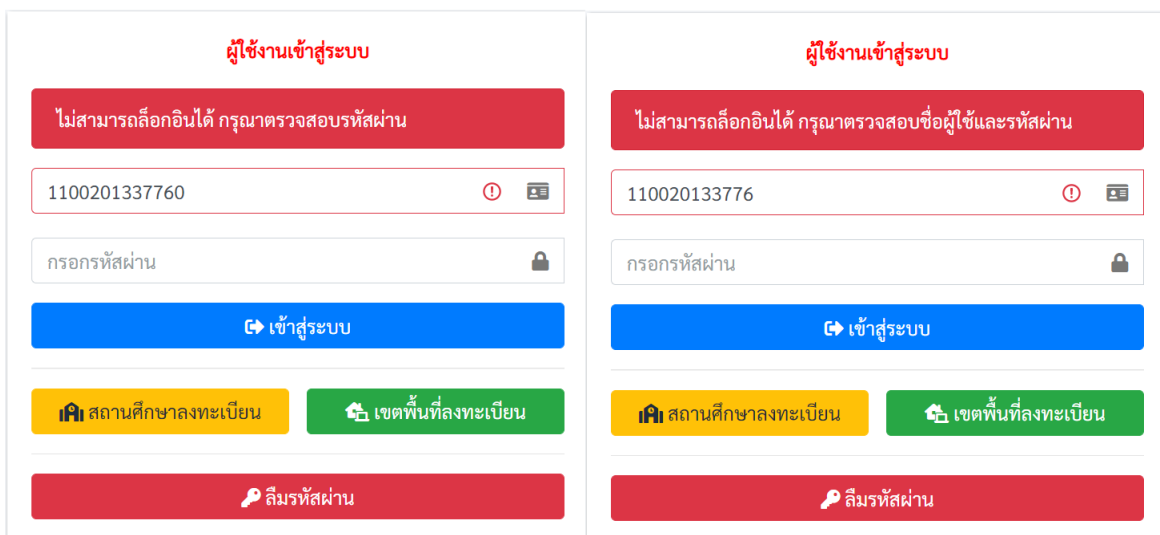 ผู้ใช้งานเข้าสู่ระบบ
ไม่สามารถล็อกอินได้ กรุณาตรวจสอบรหัสผ่าน
1100201337760
กรอกรหัสผ่าน
เข้าสู่ระบบ
สถานศึกษาลงทะเบียน
เขตพื้นที่ลงทะเบียน
ลืมรหัสผ่าน
ผู้ใช้งานเข้าสู่ระบบ
ไม่สามารถล็อกอินได้ กรุณาตรวจสอบชื่อผู้ใช้และรหัสผ่าน
110020133776
กรอกรหัสผ่าน
เข้าสู่ระบบ
สถานศึกษาลงทะเบียน
เขตพื้นที่ลงทะเบียน
ลืมรหัสผ่าน